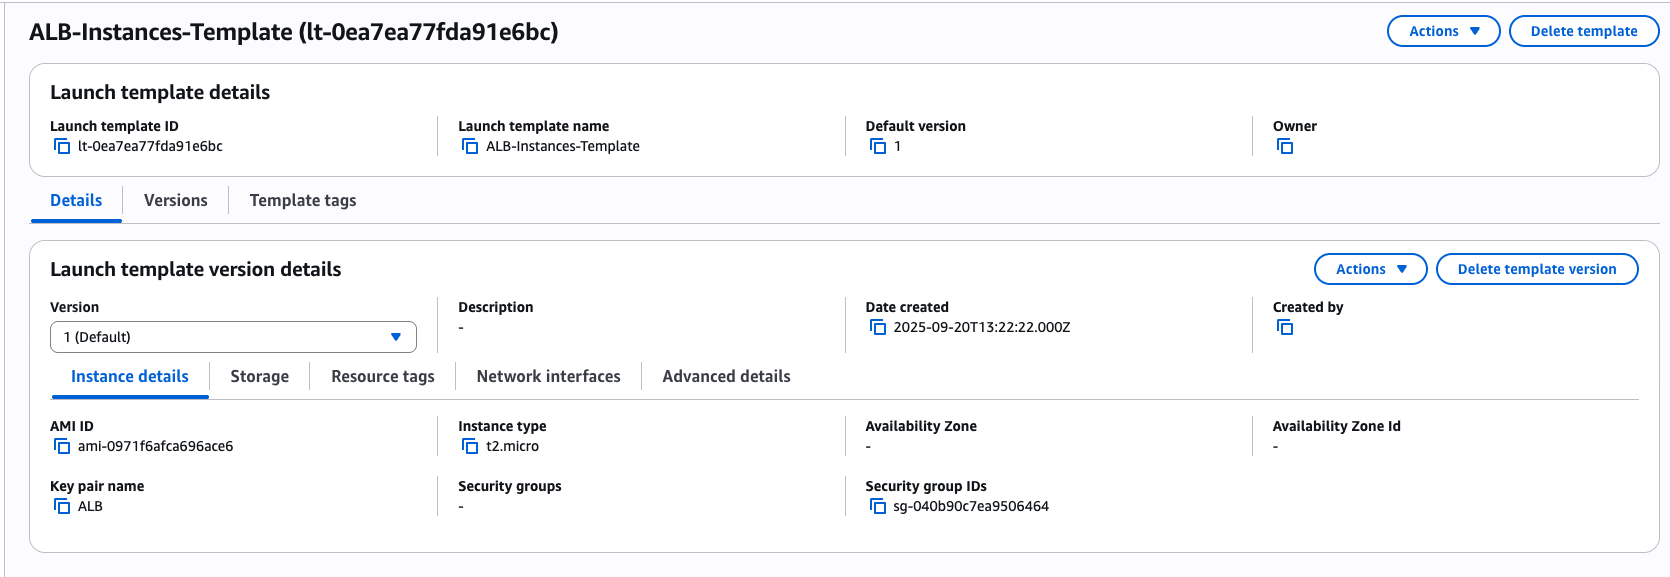 ALB-Instances-Template (lt-0ea7ea77fda91e6bc)
Actions
Delete template
Launch template details
Launch template ID
lt-0ea7ea77fda91e6bc
Launch template name
ALB-Instances-Template
Default version
1
Owner
Details
Versions
Template tags
Launch template version details
Actions
Delete template version
Version
1 (Default)
Description
-
Date created
2025-09-20T13:22:22.000Z
Created by
Instance details
Storage
Resource tags
Network interfaces
Advanced details
AMI ID
ami-0971f6afca696ace6
Instance type
t2.micro
Availability Zone
-
Availability Zone Id
-
Key pair name
ALB
Security groups
-
Security group IDs
sg-040b90c7ea9506464